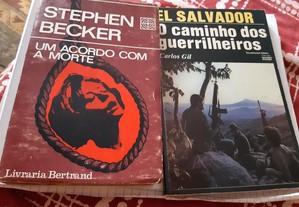 STEPHEN
BECKER
UM ACORDO COM
A MORTE
Livraria Bertrand
EL SALVADOR
O caminho dos
guerrilheiros
Carlos Gil